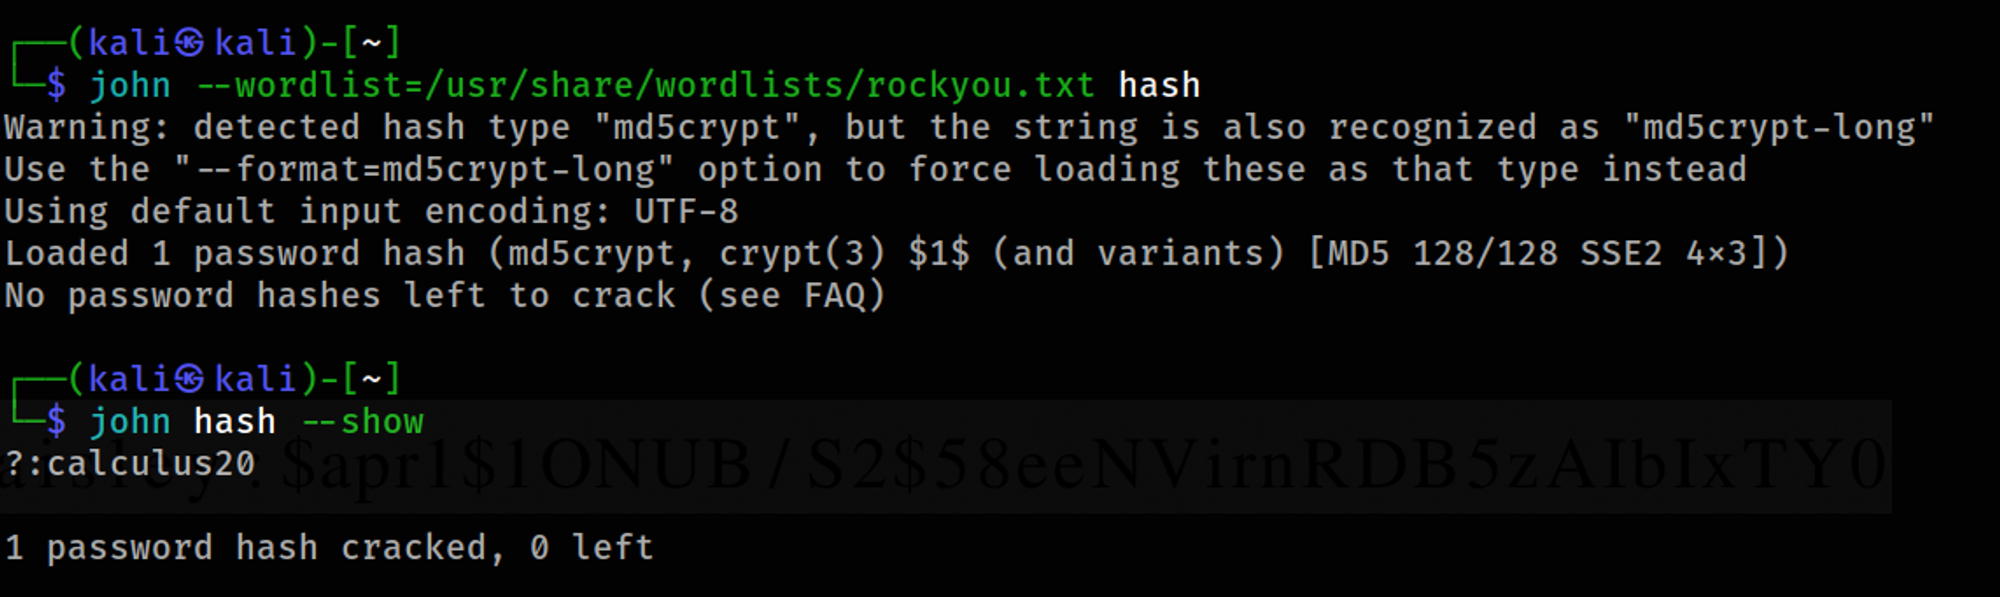 ┌──(kali㉿kali)-[~]
└─$ john --wordlist=/usr/share/wordlists/rockyou.txt hash
Warning: detected hash type "md5crypt", but the string is also recognized as "md5crypt-long"
Use the "--format=md5crypt-long" option to force loading these as that type instead
Using default input encoding: UTF-8
Loaded 1 password hash (md5crypt, crypt(3) $1$ (and variants) [MD5 128/128 SSE2 4×3])
No password hashes left to crack (see FAQ)
┌──(kali㉿kali)-[~]
└─$ john hash --show
?:calculus20
:$apr1$1ONUB/S2$58eeNVirnRDB5zAIbIxTY0
1 password hash cracked, 0 left